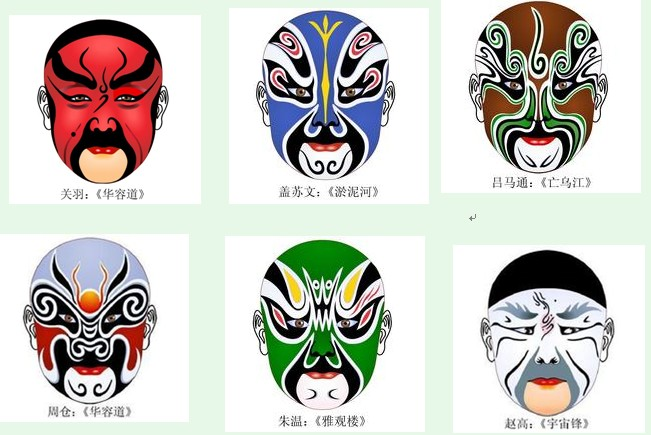 关羽：《华容道》
盖苏文：《淤泥河》
吕马通：《亡乌江》
周仓：《华容道》
朱温：《雅观楼》
赵高：《宇宙锋》